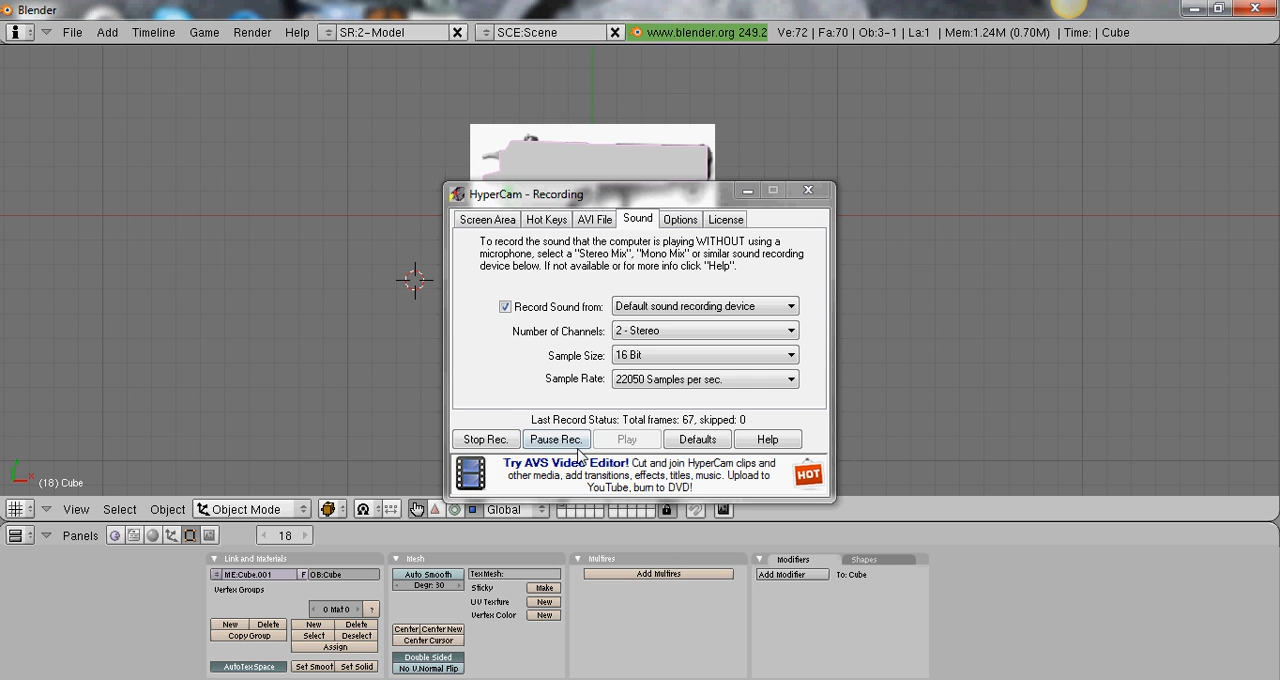 Blender
File Add Timeline Game Render Help SR:2-Model SCE:Scene www.blender.org 249.2 Ve:72 | Fa:70 | Ob:3-1 | La:1 | Mem:1.24M (0.70M) | Time: | Cube
HyperCam - Recording
Screen Area Hot Keys AVI File Sound Options License
To record the sound that the computer is playing WITHOUT using a
microphone, select a "Stereo Mix", "Mono Mix" or similar sound recording
device below. If not available or for more info click "Help".
Record Sound from: Default sound recording device
Number of Channels: 2 - Stereo
Sample Size: 16 Bit
Sample Rate: 22050 Samples per sec.
Last Record Status: Total frames: 67, skipped: 0
Stop Rec. Pause Rec. Play Defaults Help
Try AVS Video Editor! Cut and join HyperCam clips and
other media, add transitions, effects, titles, music. Upload to
YouTube, burn to DVD!
HOT
(18) Cube
View Select Object Object Mode Global
Panels 18
Link and Materials Mesh Multires Modifiers Shapes
ME:Cube.001 F OB:Cube Auto Smooth TexMesh: Add Multires Add Modifier To: Cube
Degr: 30
Vertex Groups Sticky Make
UV Texture New
0 Mat 0 ? Vertex Color New
New Delete New Delete Center Center New
Copy Group Select Deselect Center Cursor
Assign
Double Sided
AutoTexSpace Set Smoot Set Solid No V.Normal Flip